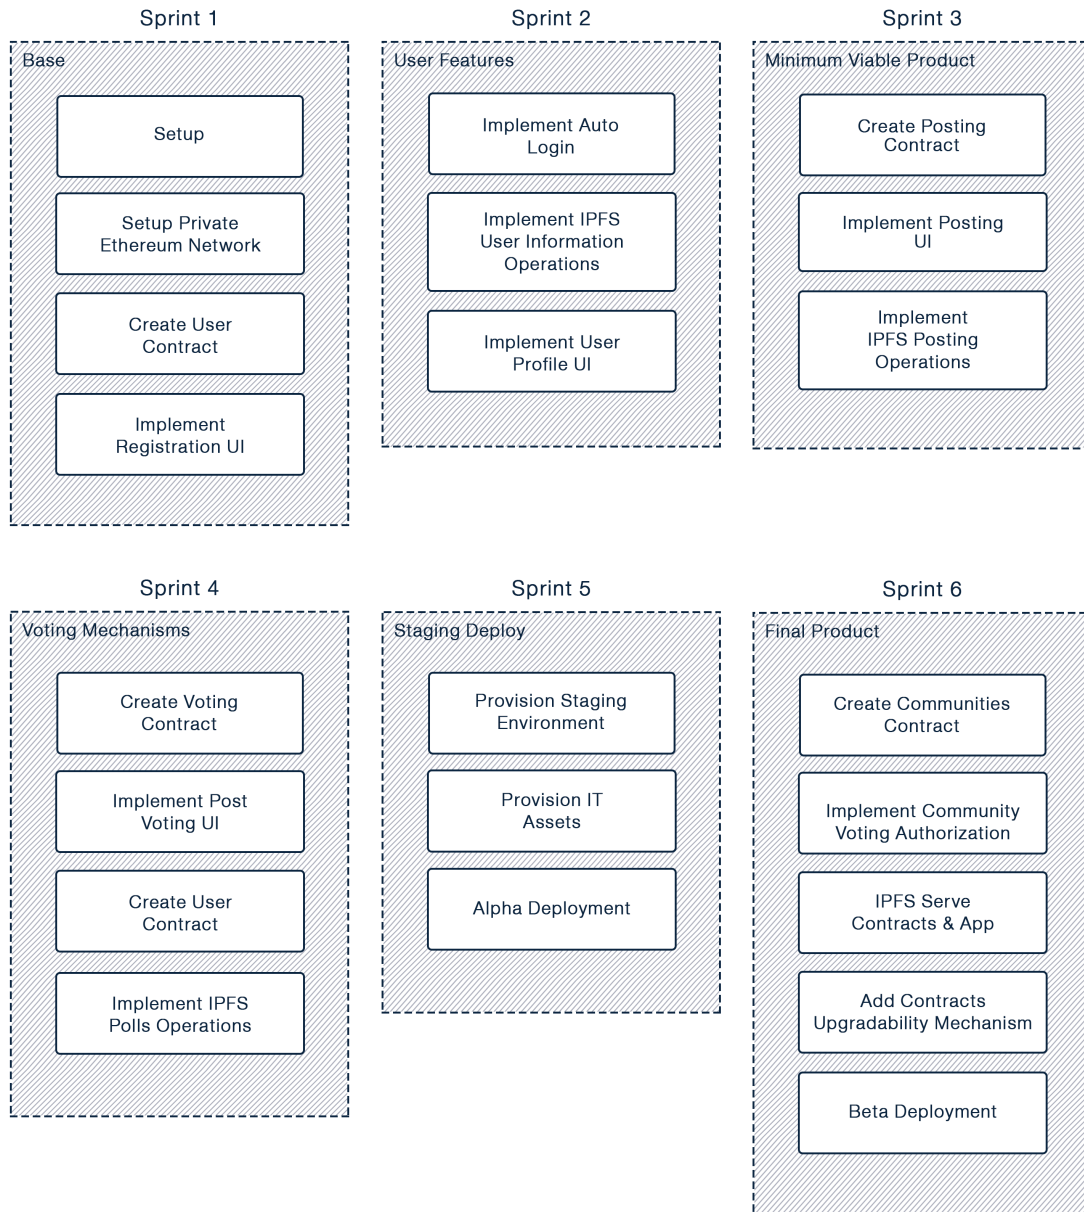 Sprint 1
Base
Setup
Setup Private
Ethereum Network
Create User
Contract
Implement
Registration UI
Sprint 2
User Features
Implement Auto
Login
Implement IPFS
User Information
Operations
Implement User
Profile UI
Sprint 3
Minimum Viable Product
Create Posting
Contract
Implement Posting
UI
Implement
IPFS Posting
Operations
Sprint 4
Voting Mechanisms
Create Voting
Contract
Implement Post
Voting UI
Create User
Contract
Implement IPFS
Polls Operations
Sprint 5
Staging Deploy
Provision Staging
Environment
Provision IT
Assets
Alpha Deployment
Sprint 6
Final Product
Create Communities
Contract
Implement Community
Voting Authorization
IPFS Serve
Contracts & App
Add Contracts
Upgradability Mechanism
Beta Deployment